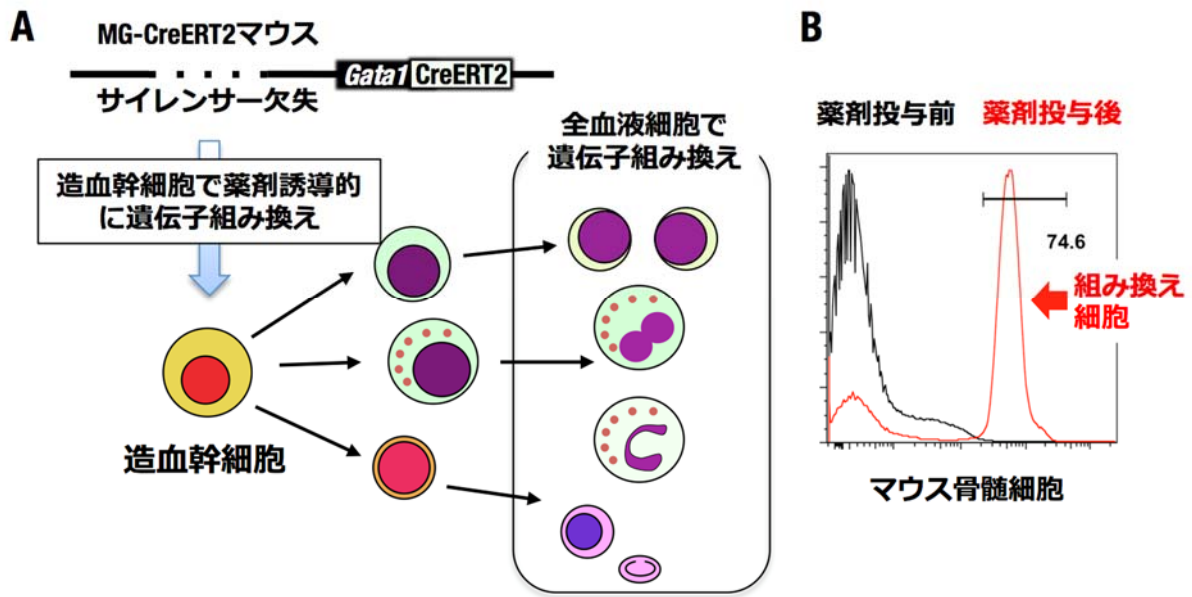 A
MG-CreERT2マウス
Gata1 CreERT2
サイレンサー欠失
造血幹細胞で薬剤誘導的
に遺伝子組み換え
造血幹細胞
全血液細胞で
遺伝子組み換え
B
薬剤投与前 薬剤投与後
74.6
組み換え
細胞
マウス骨髄細胞